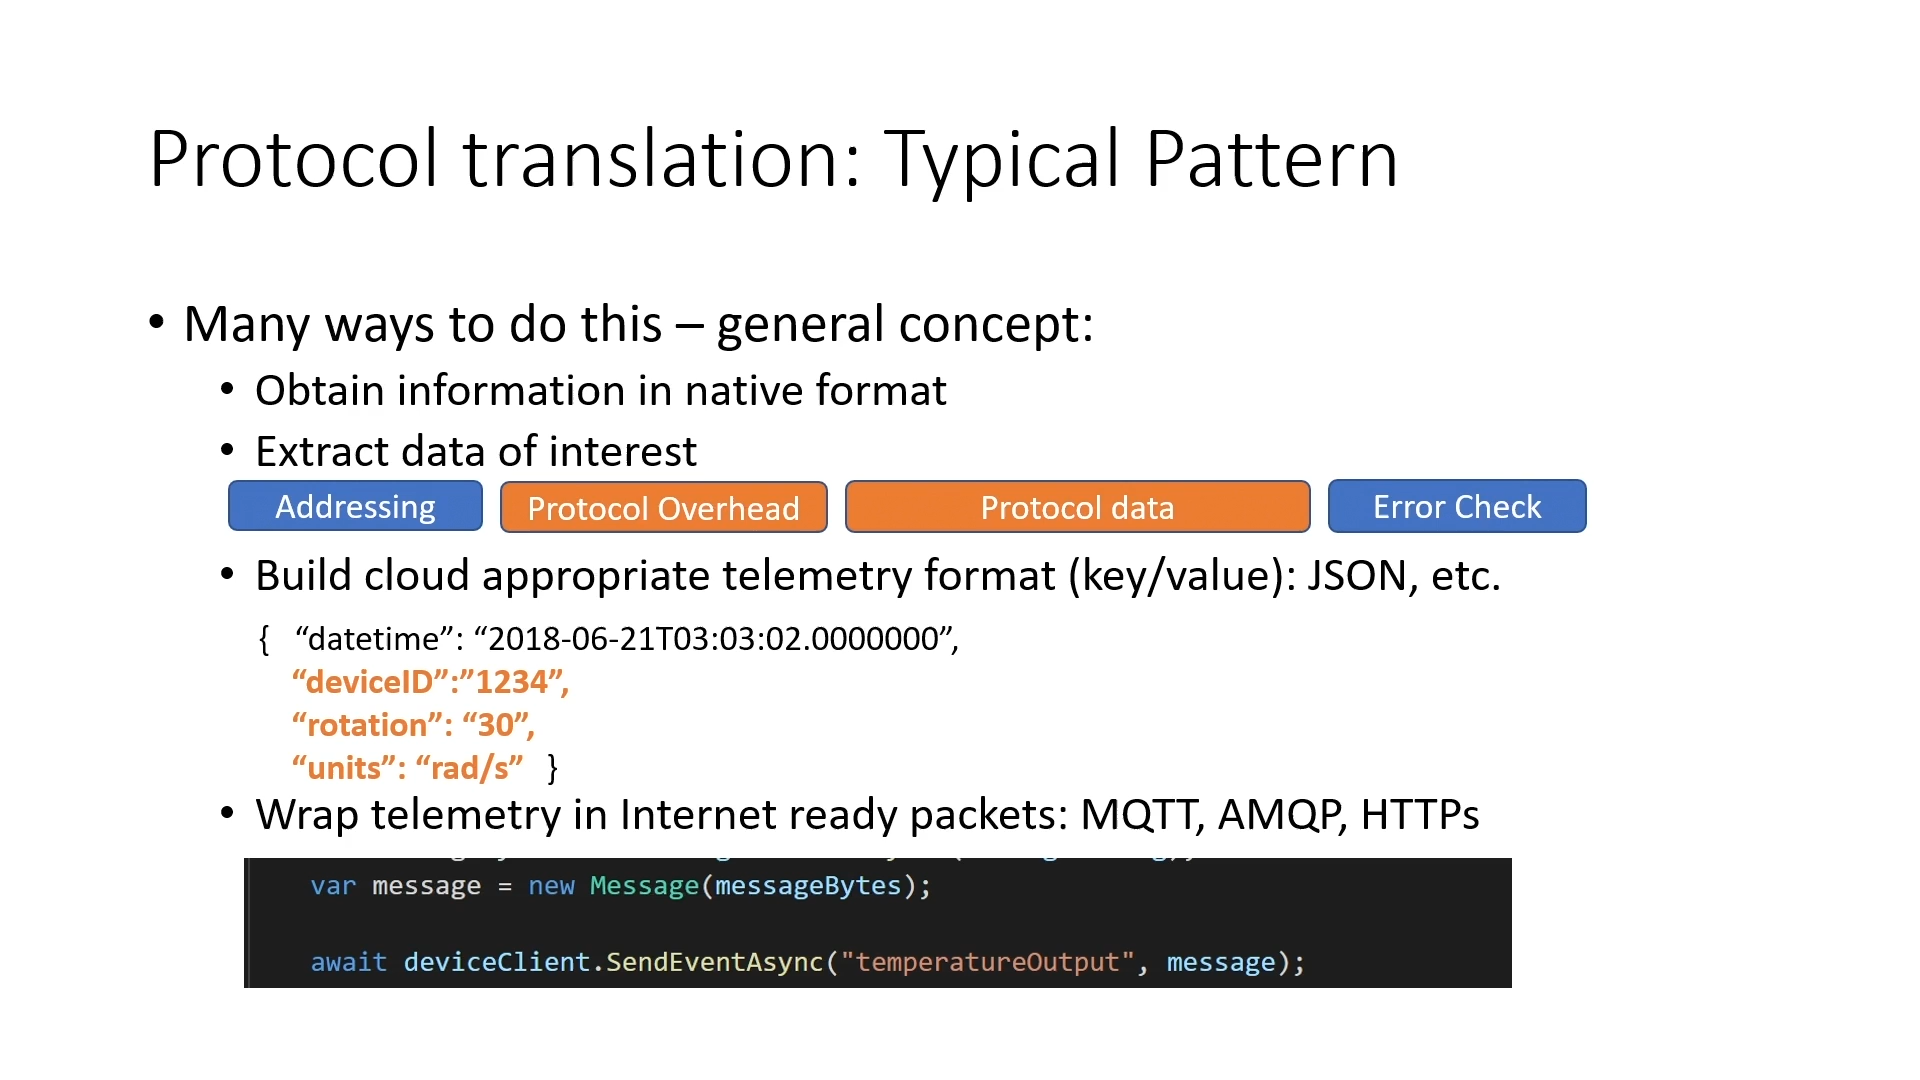 Protocol translation: Typical Pattern
• Many ways to do this – general concept:
• Obtain information in native format
• Extract data of interest
Addressing Protocol Overhead Protocol data Error Check
• Build cloud appropriate telemetry format (key/value): JSON, etc.
{ “datetime”: “2018-06-21T03:03:02.0000000”,
“deviceID”:”1234”,
“rotation”: “30”,
“units”: “rad/s” }
• Wrap telemetry in Internet ready packets: MQTT, AMQP, HTTPs
var message = new Message(messageBytes);
await deviceClient.SendEventAsync("temperatureOutput", message);